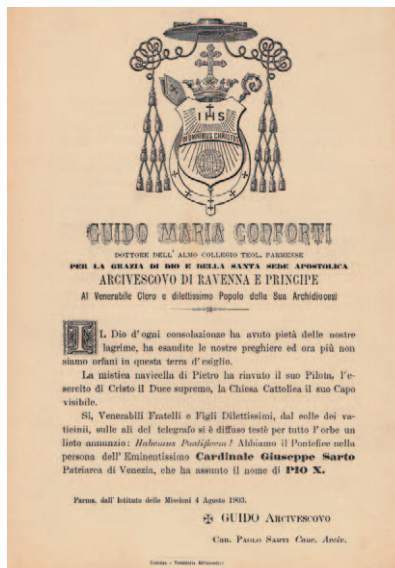 IHS
IN OMNIBUS CHRISTUS
GUIDO MARIA CONFORTI
DOTTORE DELL' ALMO COLLEGIO TEOL. PARMENSE
PER LA GRAZIA DI DIO E DELLA SANTA SEDE APOSTOLICA
ARCIVESCOVO DI RAVENNA E PRINCIPE
Al Venerabile Clero e dilettissimo Popolo della Sua Archidiocesi
IL Dio d'ogni consolazione ha avuto pietà delle nostre
lagrime, ha esaudite le nostre preghiere ed ora più non
siamo orfani in questa terra d'esiglio.
La mistica navicella di Pietro ha riavuto il suo Pilota, l'e-
sercito di Cristo il Duce supremo, la Chiesa Cattolica il suo Capo
visibile.
Sì, Venerabili Fratelli e Figli Dilettissimi, dal colle dei va-
ticinii, sulle ali del telegrafo si è diffuso testè per tutto l'orbe un
lieto annunzio: Habemus Pontificem! Abbiamo il Pontefice nella
persona dell'Eminentissimo Cardinale Giuseppe Sarto
Patriarca di Venezia, che ha assunto il nome di PIO X.
Parma, dall'Istituto delle Missioni 4 Agosto 1903.
✠ GUIDO ARCIVESCOVO
CHR. PAOLO SARTI Canc. Arciv.